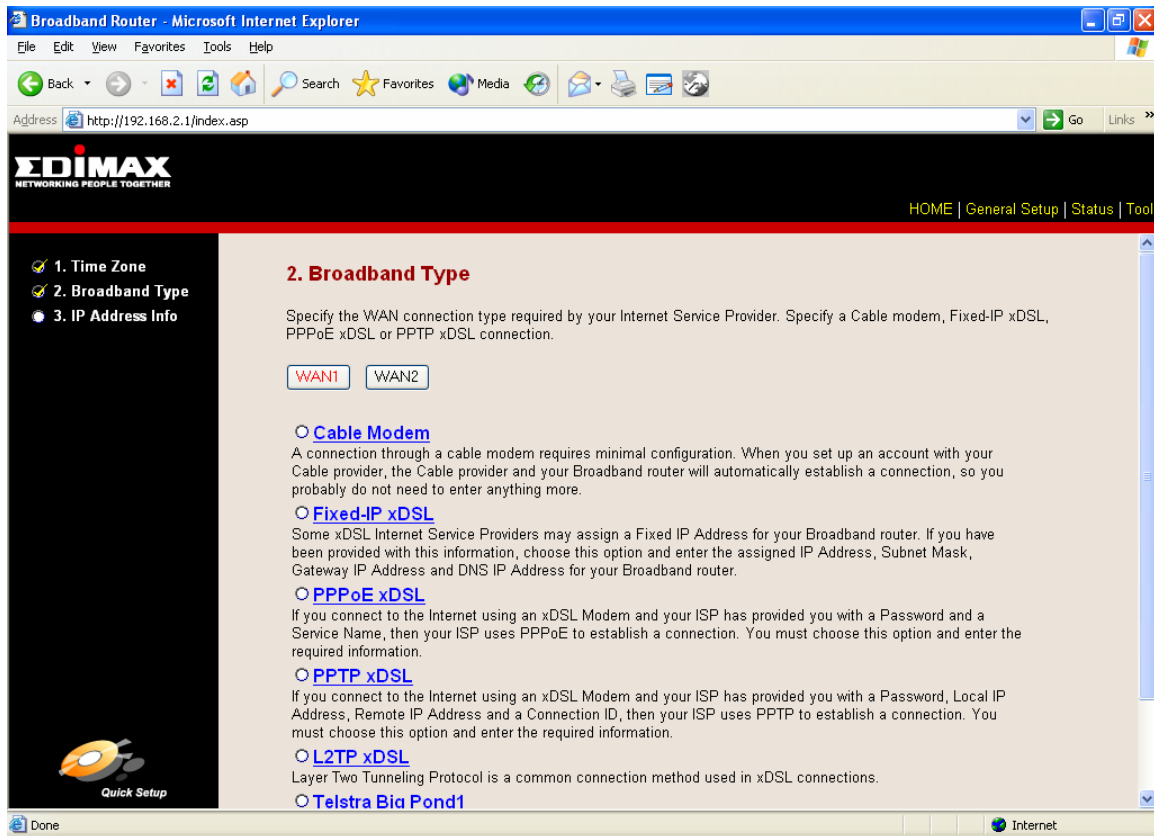 Broadband Router - Microsoft Internet Explorer
File Edit View Favorites Tools Help
Back Search Favorites Media
Address http://192.168.2.1/index.asp Go Links »
EDIMAX
NETWORKING PEOPLE TOGETHER
HOME | General Setup | Status | Tool
1. Time Zone
2. Broadband Type
3. IP Address Info
2. Broadband Type
Specify the WAN connection type required by your Internet Service Provider. Specify a Cable modem, Fixed-IP xDSL,
PPPoE xDSL or PPTP xDSL connection.
WAN1 WAN2
Cable Modem
A connection through a cable modem requires minimal configuration. When you set up an account with your
Cable provider, the Cable provider and your Broadband router will automatically establish a connection, so you
probably do not need to enter anything more.
Fixed-IP xDSL
Some xDSL Internet Service Providers may assign a Fixed IP Address for your Broadband router. If you have
been provided with this information, choose this option and enter the assigned IP Address, Subnet Mask,
Gateway IP Address and DNS IP Address for your Broadband router.
PPPoE xDSL
If you connect to the Internet using an xDSL Modem and your ISP has provided you with a Password and a
Service Name, then your ISP uses PPPoE to establish a connection. You must choose this option and enter the
required information.
PPTP xDSL
If you connect to the Internet using an xDSL Modem and your ISP has provided you with a Password, Local IP
Address, Remote IP Address and a Connection ID, then your ISP uses PPTP to establish a connection. You
must choose this option and enter the required information.
L2TP xDSL
Layer Two Tunneling Protocol is a common connection method used in xDSL connections.
Telstra Big Pond1
Quick Setup
Done Internet